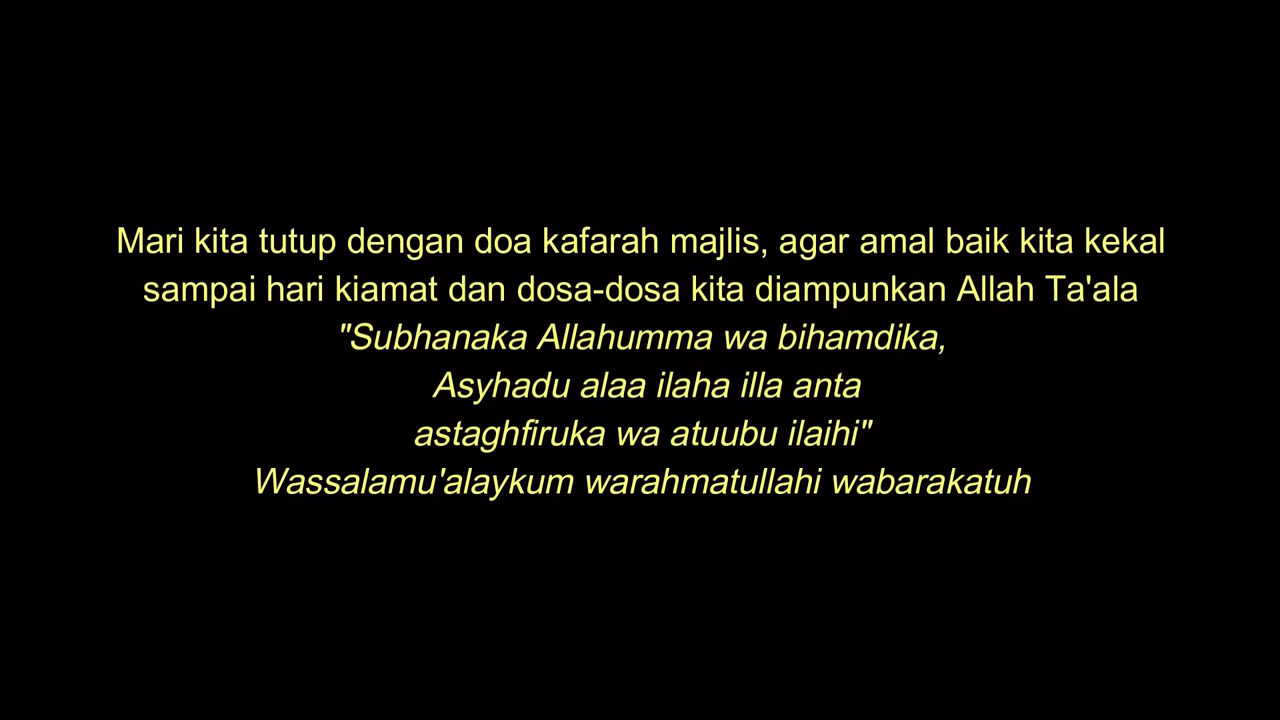 Mari kita tutup dengan doa kafarah majlis, agar amal baik kita kekal
sampai hari kiamat dan dosa-dosa kita diampunkan Allah Ta'ala
"Subhanaka Allahumma wa bihamdika,
Asyhadu alaa ilaha illa anta
astaghfiruka wa atuubu ilaihi"
Wassalamu'alaykum warahmatullahi wabarakatuh